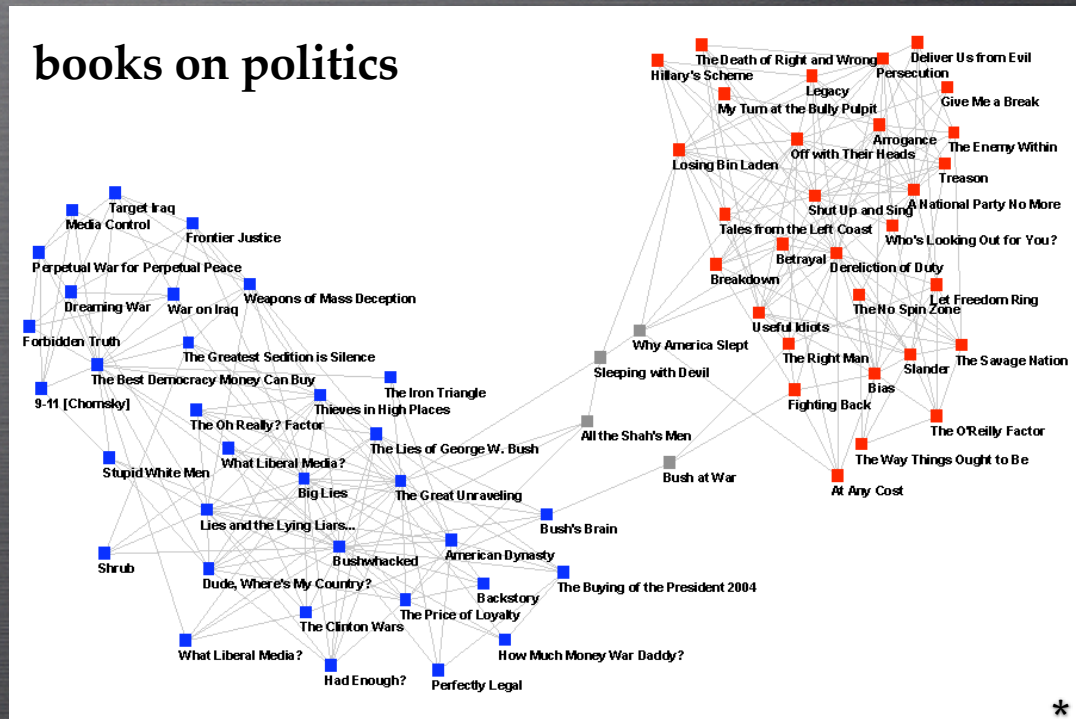 books on politics
The Death of Right and Wrong
Deliver Us from Evil
Hillary's Scheme
Persecution
Legacy
My Turn at the Bully Pulpit
Give Me a Break
Arrogance
The Enemy Within
Off with Their Heads
Losing Bin Laden
Treason
Shut Up and Sing
A National Party No More
Tales from the Left Coast
Who's Looking Out for You?
Betrayal
Dereliction of Duty
Breakdown
Let Freedom Ring
The No Spin Zone
Useful Idiots
Why America Slept
The Right Man
The Savage Nation
Sleeping with Devil
Slander
Bias
Fighting Back
The O'Reilly Factor
All the Shah's Men
The Way Things Ought to Be
Bush at War
At Any Cost
Target Iraq
Media Control
Frontier Justice
Perpetual War for Perpetual Peace
Weapons of Mass Deception
Dreaming War
War on Iraq
Forbidden Truth
The Greatest Sedition is Silence
The Best Democracy Money Can Buy
The Iron Triangle
9-11 [Chomsky]
Thieves in High Places
The Oh Really? Factor
The Lies of George W. Bush
What Liberal Media?
Stupid White Men
Big Lies
The Great Unraveling
Lies and the Lying Liars...
Bush's Brain
Bushwhacked
American Dynasty
Shrub
Dude, Where's My Country?
The Buying of the President 2004
Backstory
The Price of Loyalty
The Clinton Wars
What Liberal Media?
How Much Money War Daddy?
Had Enough?
Perfectly Legal
*